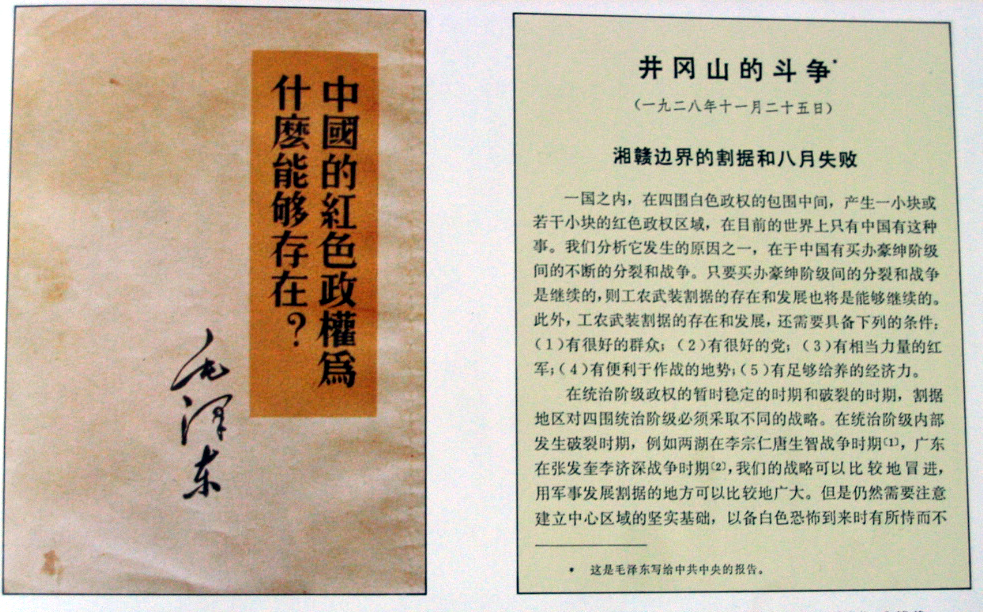 中國的紅色政權爲
什麽能够存在？
毛泽东
井冈山的斗争*
（一九二八年十一月二十五日）
湘赣边界的割据和八月失败
一国之内，在四围白色政权的包围中间，产生一小块或
若干小块的红色政权区域，在目前的世界上只有中国有这种
事。我们分析它发生的原因之一，在于中国有买办豪绅阶级
间的不断的分裂和战争。只要买办豪绅阶级间的分裂和战争
是继续的，则工农武装割据的存在和发展也将是能够继续的。
此外，工农武装割据的存在和发展，还需要具备下列的条件：
（1）有很好的群众；（2）有很好的党；（3）有相当力量的红
军；（4）有便利于作战的地势；（5）有足够给养的经济力。
在统治阶级政权的暂时稳定的时期和破裂的时期，割据
地区对四围统治阶级必须采取不同的战略。在统治阶级内部
发生破裂时期，例如两湖在李宗仁唐生智战争时期〔1〕，广东
在张发奎李济深战争时期〔2〕，我们的战略可以比较地冒进，
用军事发展割据的地方可以比较地广大。但是仍然需要注意
建立中心区域的坚实基础，以备白色恐怖到来时有所恃而不
* 这是毛泽东写给中共中央的报告。